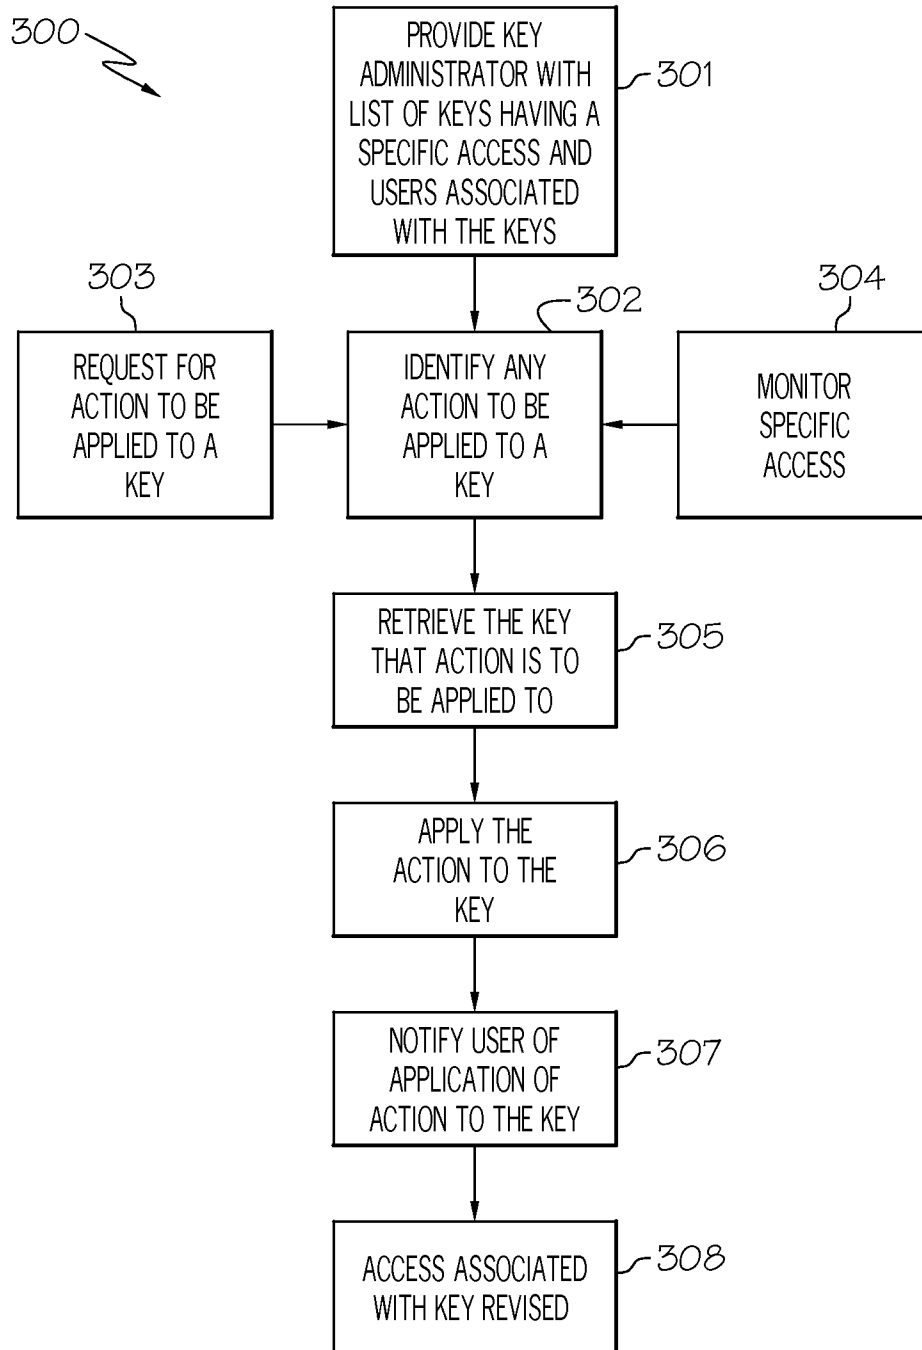 300
PROVIDE KEY
ADMINISTRATOR WITH
LIST OF KEYS HAVING A
SPECIFIC ACCESS AND
USERS ASSOCIATED
WITH THE KEYS
301
303
REQUEST FOR
ACTION TO BE
APPLIED TO A
KEY
302
IDENTIFY ANY
ACTION TO BE
APPLIED TO A
KEY
304
MONITOR
SPECIFIC
ACCESS
RETRIEVE THE KEY
THAT ACTION IS TO
BE APPLIED TO
305
APPLY THE
ACTION TO THE
KEY
306
NOTIFY USER OF
APPLICATION OF
ACTION TO THE KEY
307
ACCESS ASSOCIATED
WITH KEY REVISED
308